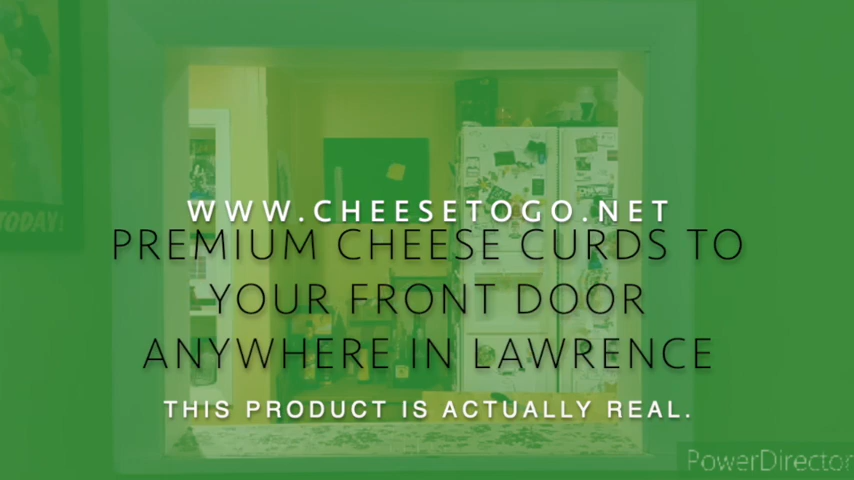 TODAY!
WWW.CHEESETOGO.NET
PREMIUM CHEESE CURDS TO
YOUR FRONT DOOR
ANYWHERE IN LAWRENCE
THIS PRODUCT IS ACTUALLY REAL.
PowerDirector